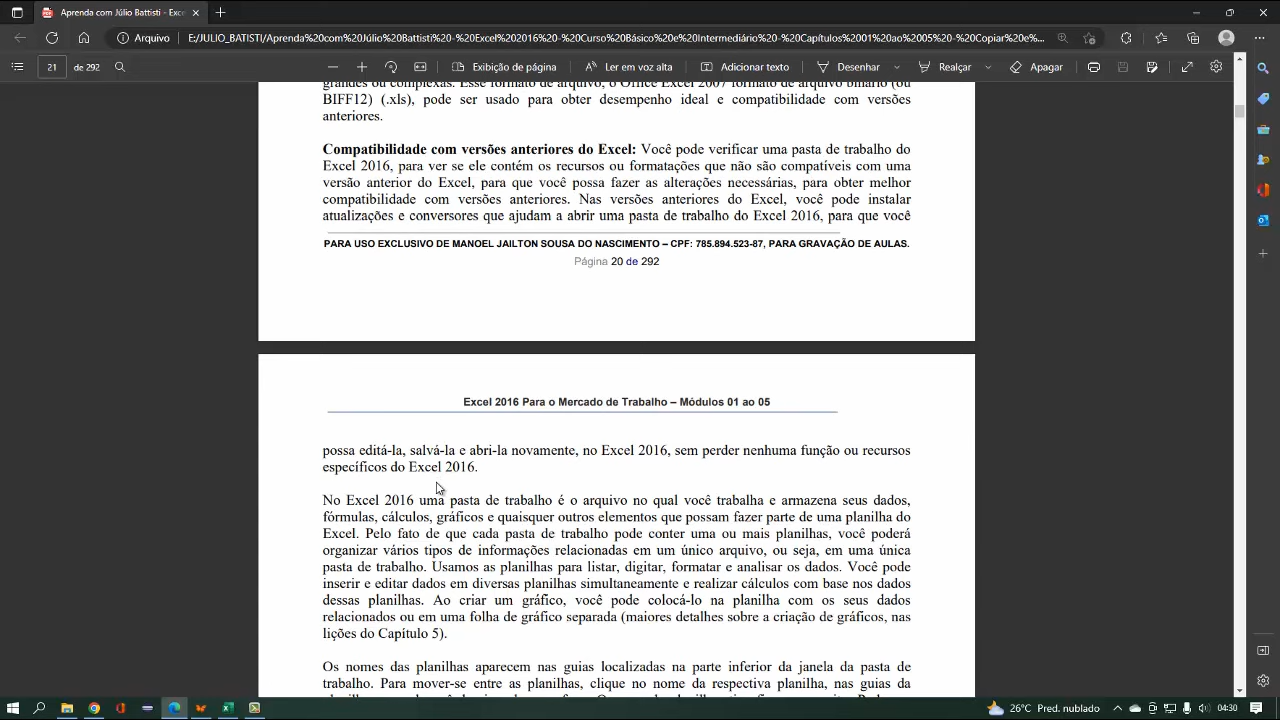 Aprenda com Júlio Battisti - Exce
Arquivo
E:/JULIO_BATISTI/Aprenda%20com%20Júlio%20Battisti%20-%20Excel%202016%20-%20Curso%20Básico%20e%20Intermediário%20-%20Capítulos%2001%20ao%2005%20-%20Copiar%20e%...
21 de 292
Exibição de página
Ler em voz alta
Adicionar texto
Desenhar
Realçar
Apagar
grandes ou complexas. Esse formato de arquivo, o Office Excel 2007 formato de arquivo binário (ou
BIFF12) (.xls), pode ser usado para obter desempenho ideal e compatibilidade com versões
anteriores.
Compatibilidade com versões anteriores do Excel: Você pode verificar uma pasta de trabalho do
Excel 2016, para ver se ele contém os recursos ou formatações que não são compatíveis com uma
versão anterior do Excel, para que você possa fazer as alterações necessárias, para obter melhor
compatibilidade com versões anteriores. Nas versões anteriores do Excel, você pode instalar
atualizações e conversores que ajudam a abrir uma pasta de trabalho do Excel 2016, para que você
PARA USO EXCLUSIVO DE MANOEL JAILTON SOUSA DO NASCIMENTO – CPF: 785.894.523-87, PARA GRAVAÇÃO DE AULAS.
Página 20 de 292
Excel 2016 Para o Mercado de Trabalho – Módulos 01 ao 05
possa editá-la, salvá-la e abri-la novamente, no Excel 2016, sem perder nenhuma função ou recursos
específicos do Excel 2016.
No Excel 2016 uma pasta de trabalho é o arquivo no qual você trabalha e armazena seus dados,
fórmulas, cálculos, gráficos e quaisquer outros elementos que possam fazer parte de uma planilha do
Excel. Pelo fato de que cada pasta de trabalho pode conter uma ou mais planilhas, você poderá
organizar vários tipos de informações relacionadas em um único arquivo, ou seja, em uma única
pasta de trabalho. Usamos as planilhas para listar, digitar, formatar e analisar os dados. Você pode
inserir e editar dados em diversas planilhas simultaneamente e realizar cálculos com base nos dados
dessas planilhas. Ao criar um gráfico, você pode colocá-lo na planilha com os seus dados
relacionados ou em uma folha de gráfico separada (maiores detalhes sobre a criação de gráficos, nas
lições do Capítulo 5).
Os nomes das planilhas aparecem nas guias localizadas na parte inferior da janela da pasta de
trabalho. Para mover-se entre as planilhas, clique no nome da respectiva planilha, nas guias da
26°C Pred. nublado
04:30